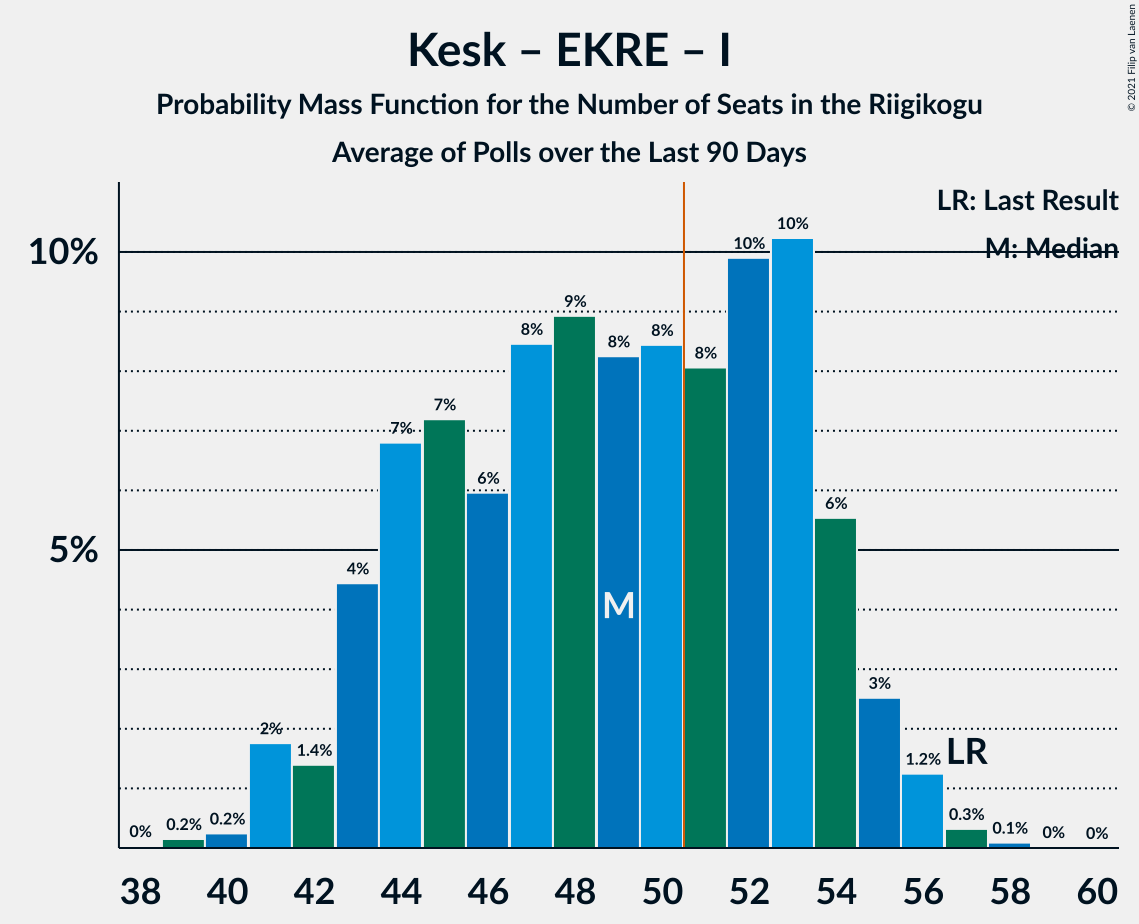 Kesk – EKRE – I
Probability Mass Function for the Number of Seats in the Riigikogu
Average of Polls over the Last 90 Days
© 2021 Filip van Laenen
LR: Last Result
M: Median
10%
5%
0%
0.2%
0.2%
2%
1.4%
4%
7%
7%
6%
8%
9%
8%
8%
8%
10%
10%
6%
3%
1.2%
0.3%
0.1%
0%
0%
M
LR
38 40 42 44 46 48 50 52 54 56 58 60